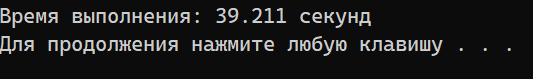 Время выполнения: 39.211 секунд
Для продолжения нажмите любую клавишу . . .